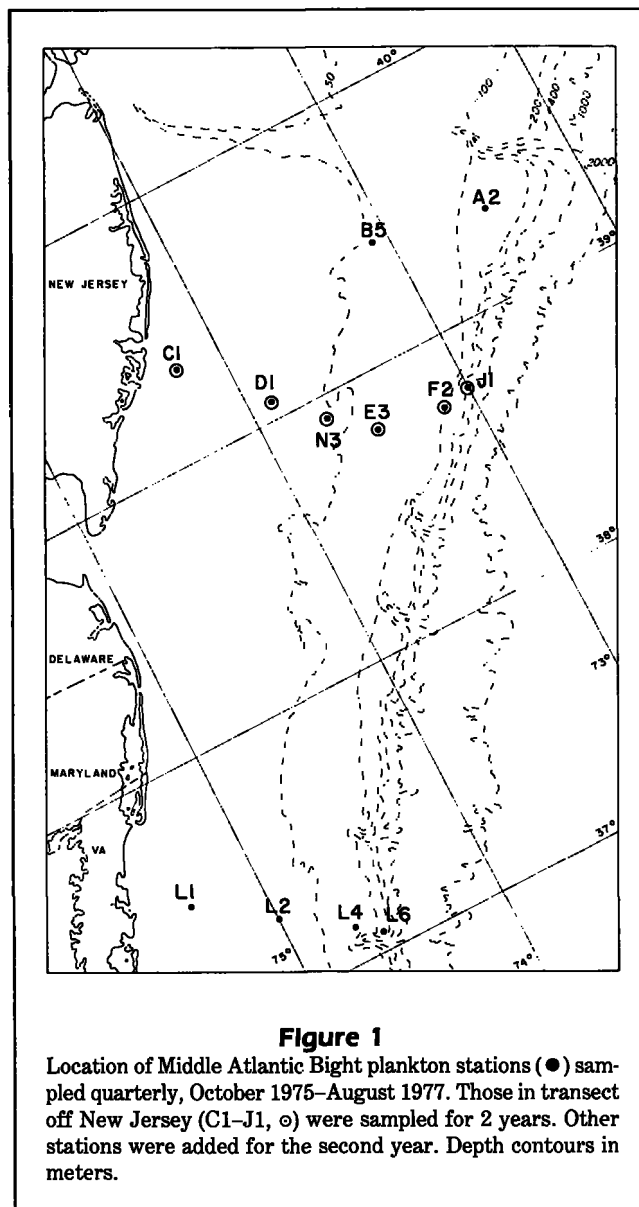 40°
50
100
200
400
1000
2000
A2
B5
39°
NEW JERSEY
C1
D1
N3
E3
F2
J1
38°
DELAWARE
73°
MARYLAND
VA
37°
L1
L2
L4
L6
75°
74°
Figure 1
Location of Middle Atlantic Bight plankton stations (●) sam-
pled quarterly, October 1975–August 1977. Those in transect
off New Jersey (C1–J1, ⊙) were sampled for 2 years. Other
stations were added for the second year. Depth contours in
meters.